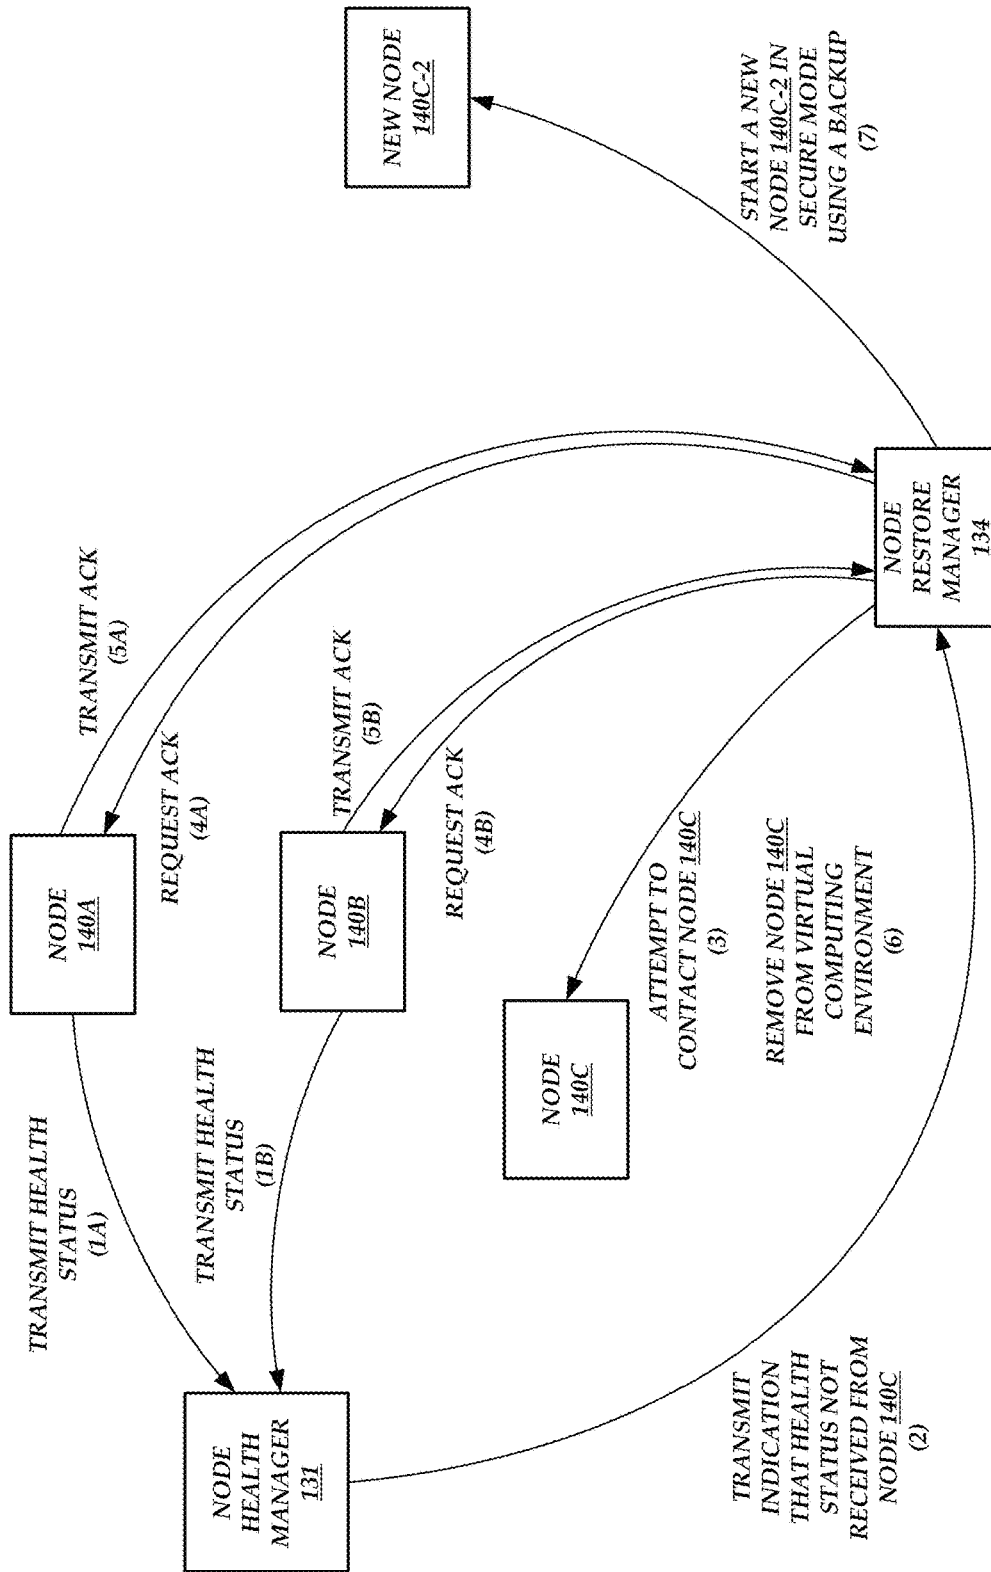 NODE
140A
TRANSMIT ACK
(5A)
REQUEST ACK
(4A)
TRANSMIT HEALTH
STATUS
(1A)
NODE
140B
TRANSMIT ACK
(5B)
REQUEST ACK
(4B)
TRANSMIT HEALTH
STATUS
(1B)
NODE
HEALTH
MANAGER
131
NODE
140C
ATTEMPT TO
CONTACT NODE 140C
(3)
REMOVE NODE 140C
FROM VIRTUAL
COMPUTING
ENVIRONMENT
(6)
TRANSMIT
INDICATION
THAT HEALTH
STATUS NOT
RECEIVED FROM
NODE 140C
(2)
NODE
RESTORE
MANAGER
134
NEW NODE
140C-2
START A NEW
NODE 140C-2 IN
SECURE MODE
USING A BACKUP
(7)